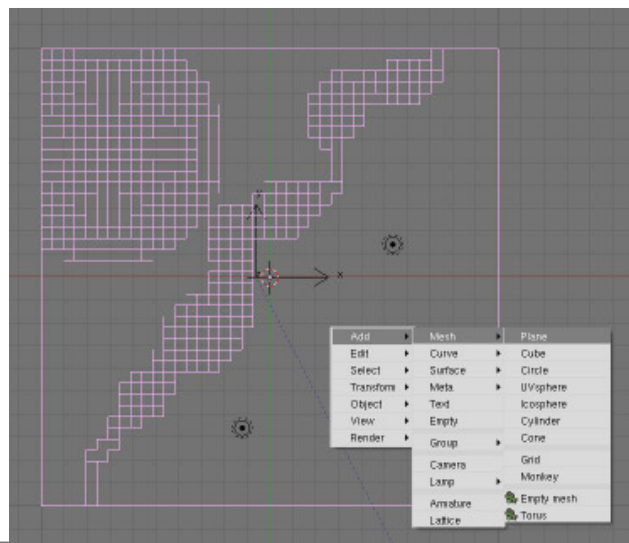 y
x
Add
Edit
Select
Transform
Object
View
Render
Mesh
Curve
Surface
Meta
Text
Empty
Group
Camera
Lamp
Armature
Lattice
Plane
Cube
Circle
UVsphere
Icosphere
Cylinder
Cone
Grid
Monkey
Empty mesh
Torus